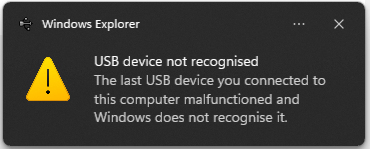 Windows Explorer
USB device not recognised
The last USB device you connected to
this computer malfunctioned and
Windows does not recognise it.